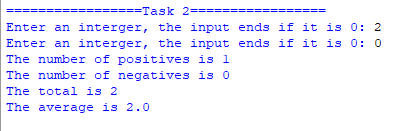 =================Task 2=================
Enter an interger, the input ends if it is 0: 2
Enter an interger, the input ends if it is 0: 0
The number of positives is 1
The number of negatives is 0
The total is 2
The average is 2.0